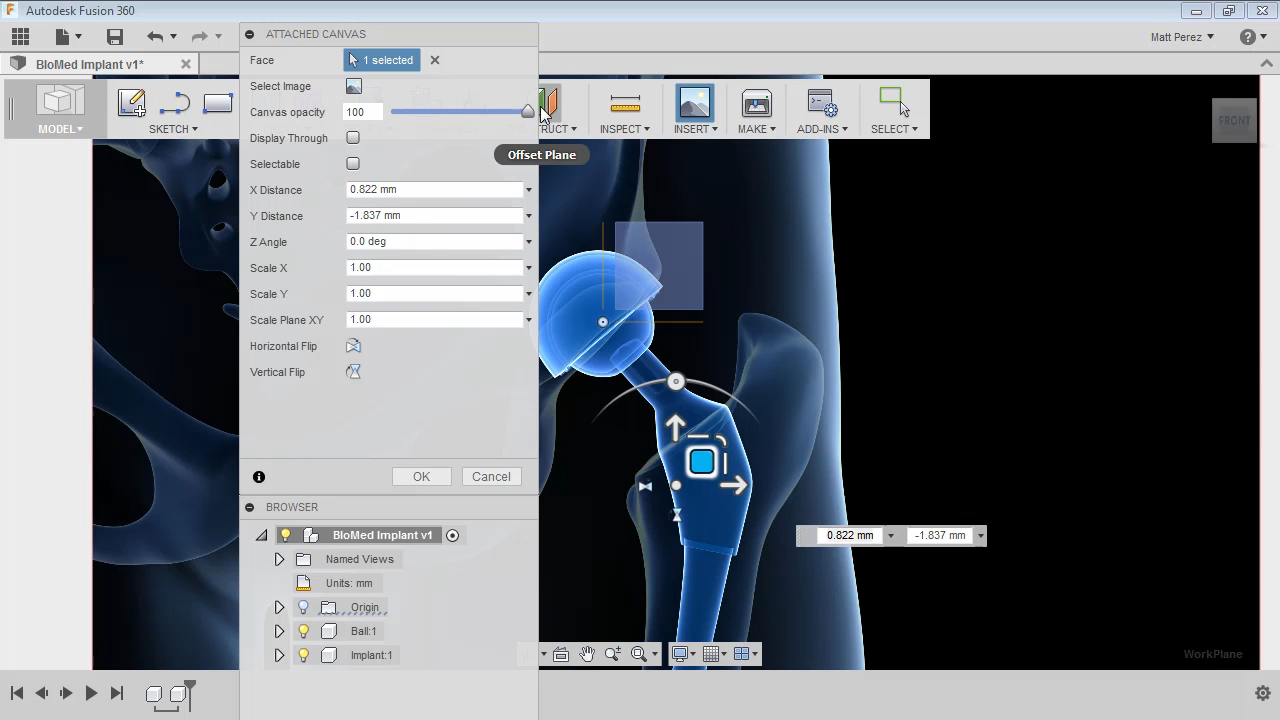 Autodesk Fusion 360
Matt Perez
BIoMed Implant v1*
ATTACHED CANVAS
Face
1 selected
Select Image
Canvas opacity
100
Display Through
Selectable
X Distance
0.822 mm
Y Distance
-1.837 mm
Z Angle
0.0 deg
Scale X
1.00
Scale Y
1.00
Scale Plane XY
1.00
Horizontal Flip
Vertical Flip
OK
Cancel
MODEL
SKETCH
INSPECT
INSERT
MAKE
ADD-INS
SELECT
Offset Plane
FRONT
0.822 mm
-1.837 mm
BROWSER
BIoMed Implant v1
Named Views
Units: mm
Origin
Ball:1
Implant:1
WorkPlane